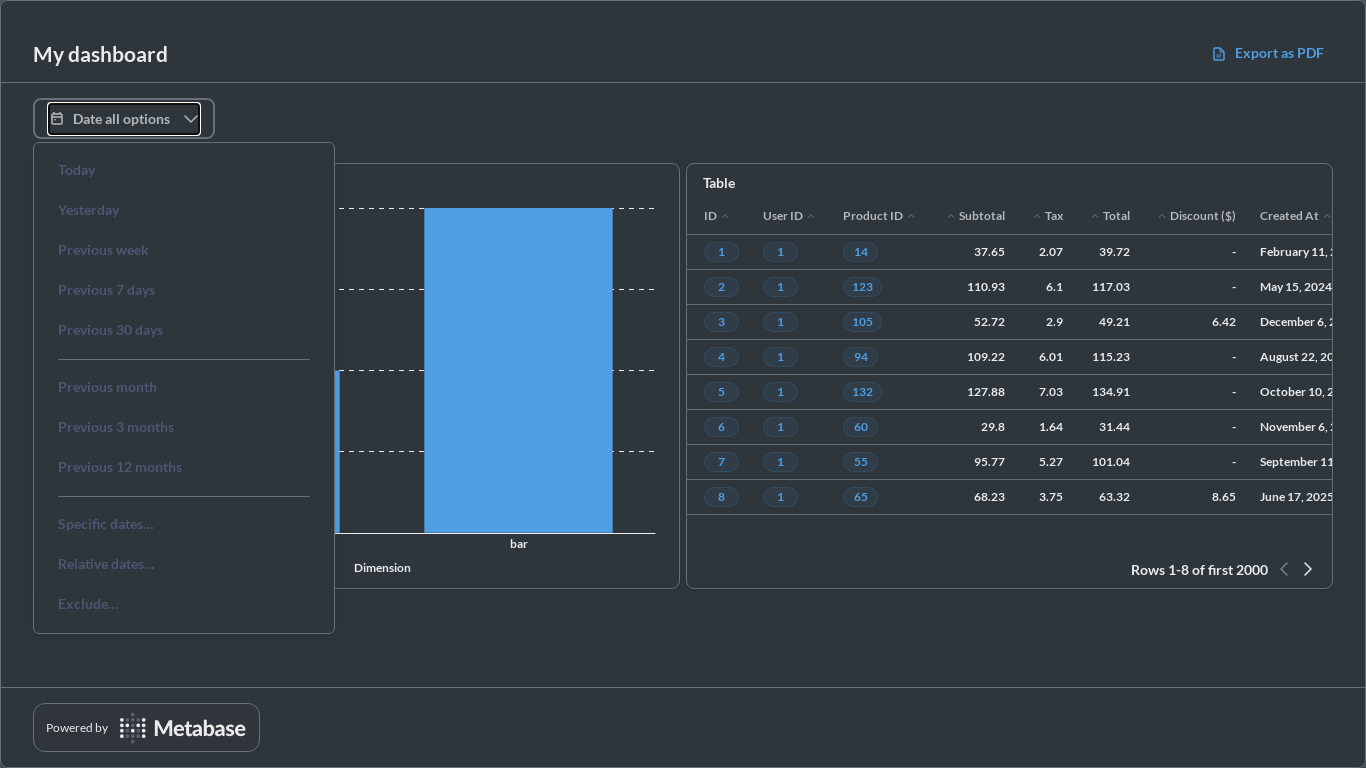 My dashboard
Export as PDF
Date all options
Today
Yesterday
Previous week
Previous 7 days
Previous 30 days
Previous month
Previous 3 months
Previous 12 months
Specific dates...
Relative dates...
Exclude...
bar
Dimension
Table
ID User ID Product ID Subtotal Tax Total Discount ($) Created At
1 1 14 37.65 2.07 39.72 - February 11,
2 1 123 110.93 6.1 117.03 - May 15, 2024
3 1 105 52.72 2.9 49.21 6.42 December 6,
4 1 94 109.22 6.01 115.23 - August 22, 20
5 1 132 127.88 7.03 134.91 - October 10,
6 1 60 29.8 1.64 31.44 - November 6,
7 1 55 95.77 5.27 101.04 - September 11
8 1 65 68.23 3.75 63.32 8.65 June 17, 2025
Rows 1-8 of first 2000
Powered by Metabase